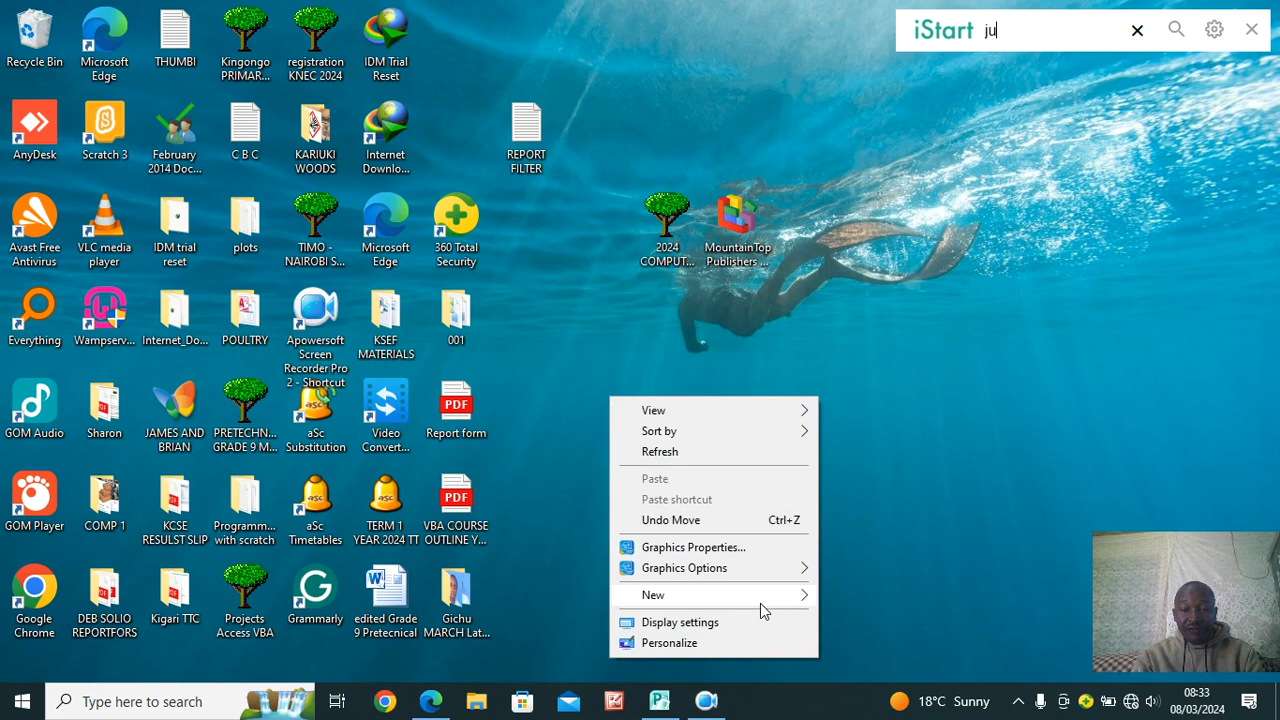 iStart ju
Recycle Bin
Microsoft
Edge
THUMBI
Kingongo
PRIMAR...
registration
KNEC 2024
IDM Trial
Reset
AnyDesk
Scratch 3
February
2014 Doc...
C B C
KARIUKI
WOODS
Internet
Downlo...
REPORT
FILTER
Avast Free
Antivirus
VLC media
player
IDM trial
reset
plots
TIMO -
NAIROBI S...
Microsoft
Edge
360 Total
Security
2024
COMPUT...
MountainTop
Publishers ...
Everything
Wampserv...
Internet_Do...
POULTRY
Apowersoft
Screen
Recorder Pro
2 - Shortcut
KSEF
MATERIALS
001
GOM Audio
Sharon
JAMES AND
BRIAN
PRETECHN...
GRADE 9 M...
aSc
Substitution
Video
Convert...
PDF
Report form
GOM Player
COMP 1
KCSE
RESULST SLIP
Programm...
with scratch
asc
aSc
Timetables
asc
TERM 1
YEAR 2024 TT
PDF
VBA COURSE
OUTLINE Y...
Google
Chrome
DEB SOLIO
REPORTFORS
Kigari TTC
Projects
Access VBA
Grammarly
edited Grade
9 Pretecnical
Gichu
MARCH Lat...
View
Sort by
Refresh
Paste
Paste shortcut
Undo Move Ctrl+Z
Graphics Properties...
Graphics Options
New
Display settings
Personalize
Type here to search
18°C Sunny
08:33
08/03/2024